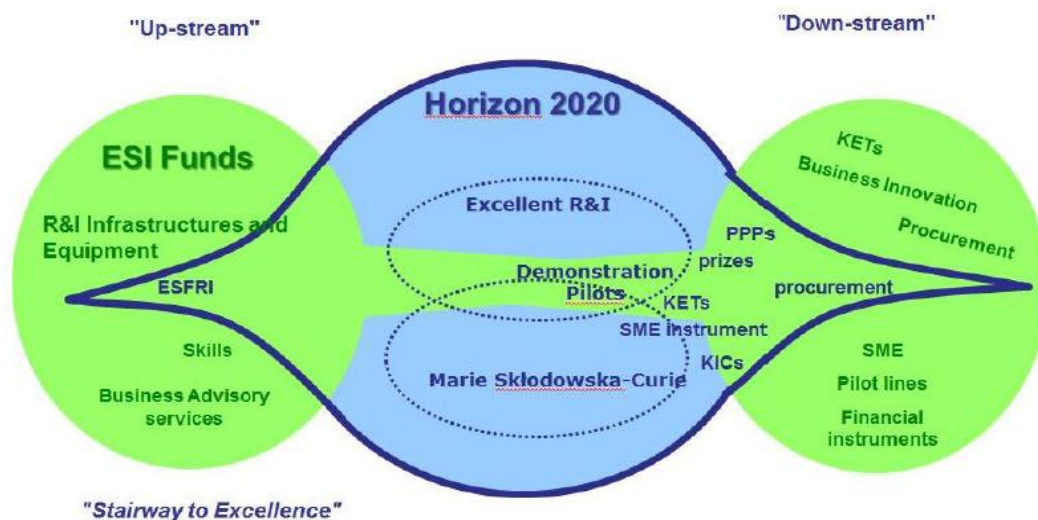 "Up-stream"
"Down-stream"
Horizon 2020
ESI Funds
R&I Infrastructures and
Equipment
ESFRI
Skills
Business Advisory
services
Excellent R&I
Demonstration
Pilots
Marie Skłodowska-Curie
PPPs
prizes
KETs
SME instrument
KICs
procurement
KETs
Business Innovation
Procurement
SME
Pilot lines
Financial
instruments
"Stairway to Excellence"